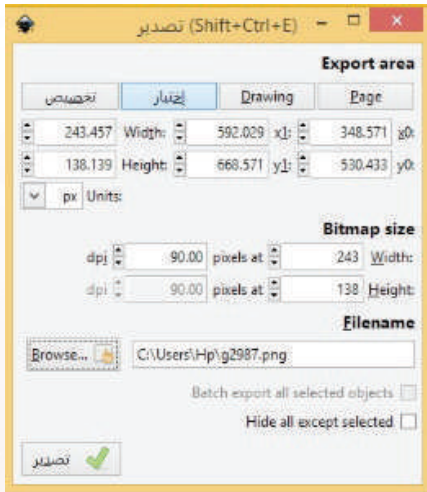 تصدير (Shift+Ctrl+E)
Export area
Page Drawing إختيار تخصيص
x0: 348.571 x1: 592.029 Width: 243.457
y0: 530.433 y1: 668.571 Height: 138.139
Units: px
Bitmap size
Width: 243 pixels at 90.00 dpi
Height: 138 pixels at 90.00 dpi
Filename
C:\Users\Hp\g2987.png Browse...
Batch export all selected objects
Hide all except selected
تصدير